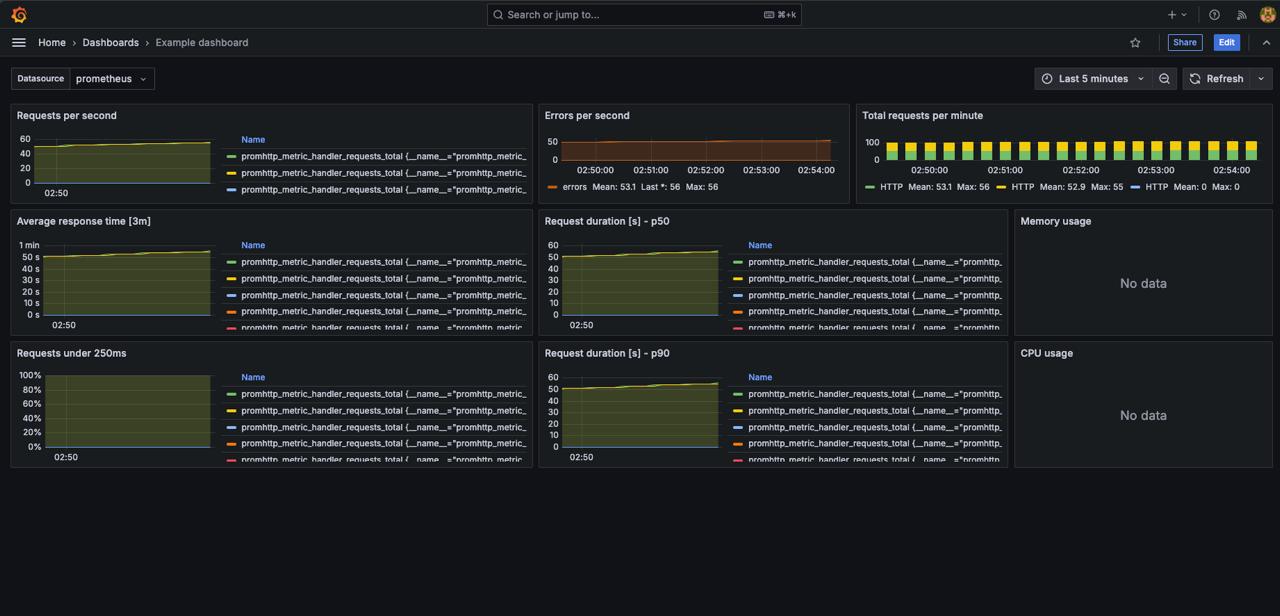 Search or jump to...
⌘+k
Home › Dashboards › Example dashboard
Share
Edit
Datasource
prometheus
Last 5 minutes
Refresh
Requests per second
60
40
20
0
02:50
Name
promhttp_metric_handler_requests_total {__name__="promhttp_metric_
promhttp_metric_handler_requests_total {__name__="promhttp_metric_
promhttp_metric_handler_requests_total {__name__="promhttp_metric_
Errors per second
50
0
02:50:00 02:51:00 02:52:00 02:53:00 02:54:00
errors Mean: 53.1 Last *: 56 Max: 56
Total requests per minute
100
0
02:50:00 02:51:00 02:52:00 02:53:00 02:54:00
HTTP Mean: 53.1 Max: 56 HTTP Mean: 52.9 Max: 55 HTTP Mean: 0 Max: 0
Average response time [3m]
1 min
50 s
40 s
30 s
20 s
10 s
0 s
02:50
Name
promhttp_metric_handler_requests_total {__name__="promhttp_metric_
promhttp_metric_handler_requests_total {__name__="promhttp_metric_
promhttp_metric_handler_requests_total {__name__="promhttp_metric_
promhttp_metric_handler_requests_total {__name__="promhttp_metric_
promhttp_metric_handler_requests_total {__name__="promhttp_metric_
Request duration [s] - p50
60
50
40
30
20
10
0
02:50
Name
promhttp_metric_handler_requests_total {__name__="promhttp_metric_
promhttp_metric_handler_requests_total {__name__="promhttp_metric_
promhttp_metric_handler_requests_total {__name__="promhttp_metric_
promhttp_metric_handler_requests_total {__name__="promhttp_metric_
promhttp_metric_handler_requests_total {__name__="promhttp_metric_
Memory usage
No data
Requests under 250ms
100%
80%
60%
40%
20%
0%
02:50
Name
promhttp_metric_handler_requests_total {__name__="promhttp_metric_
promhttp_metric_handler_requests_total {__name__="promhttp_metric_
promhttp_metric_handler_requests_total {__name__="promhttp_metric_
promhttp_metric_handler_requests_total {__name__="promhttp_metric_
promhttp_metric_handler_requests_total {__name__="promhttp_metric_
Request duration [s] - p90
60
50
40
30
20
10
0
02:50
Name
promhttp_metric_handler_requests_total {__name__="promhttp_metric_
promhttp_metric_handler_requests_total {__name__="promhttp_metric_
promhttp_metric_handler_requests_total {__name__="promhttp_metric_
promhttp_metric_handler_requests_total {__name__="promhttp_metric_
promhttp_metric_handler_requests_total {__name__="promhttp_metric_
CPU usage
No data